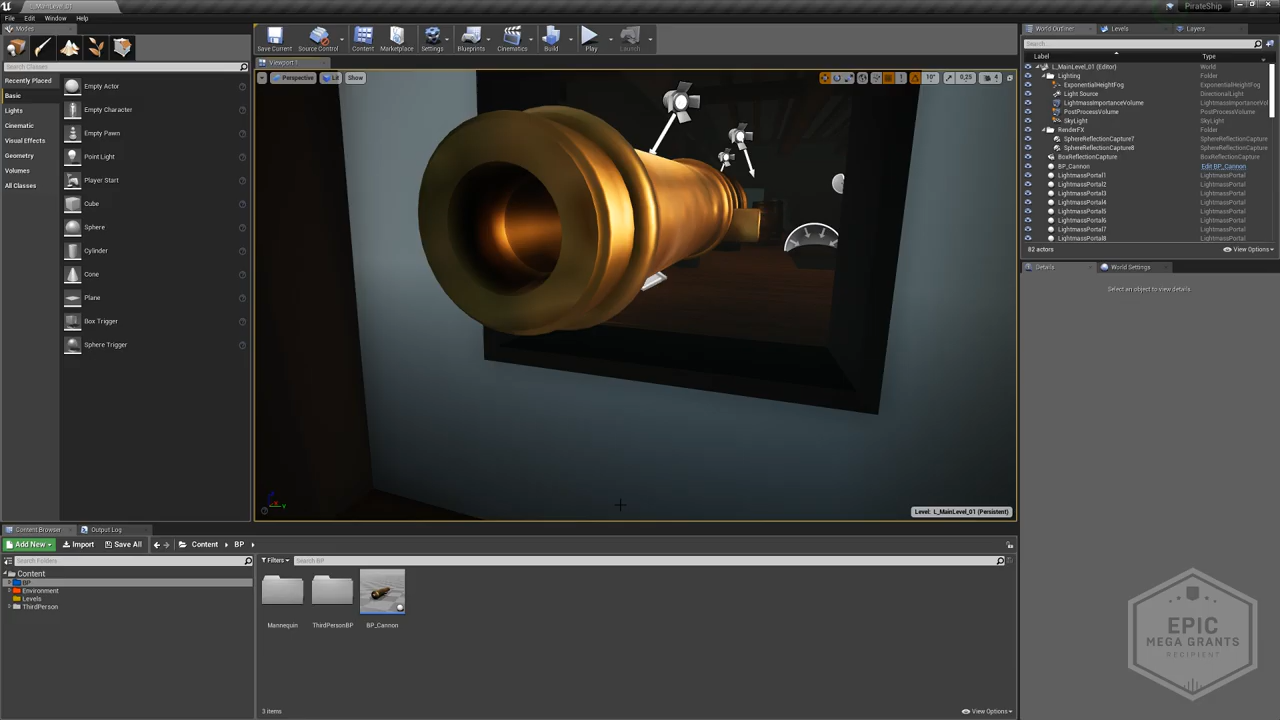 L_MainLevel_01
PirateShip
File Edit Window Help
Modes
Search Classes
Recently Placed
Basic
Lights
Cinematic
Visual Effects
Geometry
Volumes
All Classes
Empty Actor
Empty Character
Empty Pawn
Point Light
Player Start
Cube
Sphere
Cylinder
Cone
Plane
Box Trigger
Sphere Trigger
Save Current
Source Control
Content
Marketplace
Settings
Blueprints
Cinematics
Build
Play
Launch
Viewport 1
Perspective Lit Show
1 10° 0,25 4
Level: L_MainLevel_01 (Persistent)
World Outliner Levels Layers
Search...
Label Type
L_MainLevel_01 (Editor) World
Lighting Folder
ExponentialHeightFog ExponentialHeightFog
Light Source DirectionalLight
LightmassImportanceVolume LightmassImportanceVol
PostProcessVolume PostProcessVolume
SkyLight SkyLight
RenderFX Folder
SphereReflectionCapture7 SphereReflectionCapture
SphereReflectionCapture8 SphereReflectionCapture
BoxReflectionCapture BoxReflectionCapture
BP_Cannon Edit BP_Cannon
LightmassPortal1 LightmassPortal
LightmassPortal2 LightmassPortal
LightmassPortal3 LightmassPortal
LightmassPortal4 LightmassPortal
LightmassPortal5 LightmassPortal
LightmassPortal6 LightmassPortal
LightmassPortal7 LightmassPortal
LightmassPortal8 LightmassPortal
82 actors View Options
Details World Settings
Select an object to view details.
Content Browser Output Log
Add New Import Save All Content BP
Search Folders
Content
BP
Environment
Levels
ThirdPerson
Filters Search BP
Mannequin
ThirdPersonBP
BP_Cannon
3 items View Options
EPIC
MEGA GRANTS
RECIPIENT